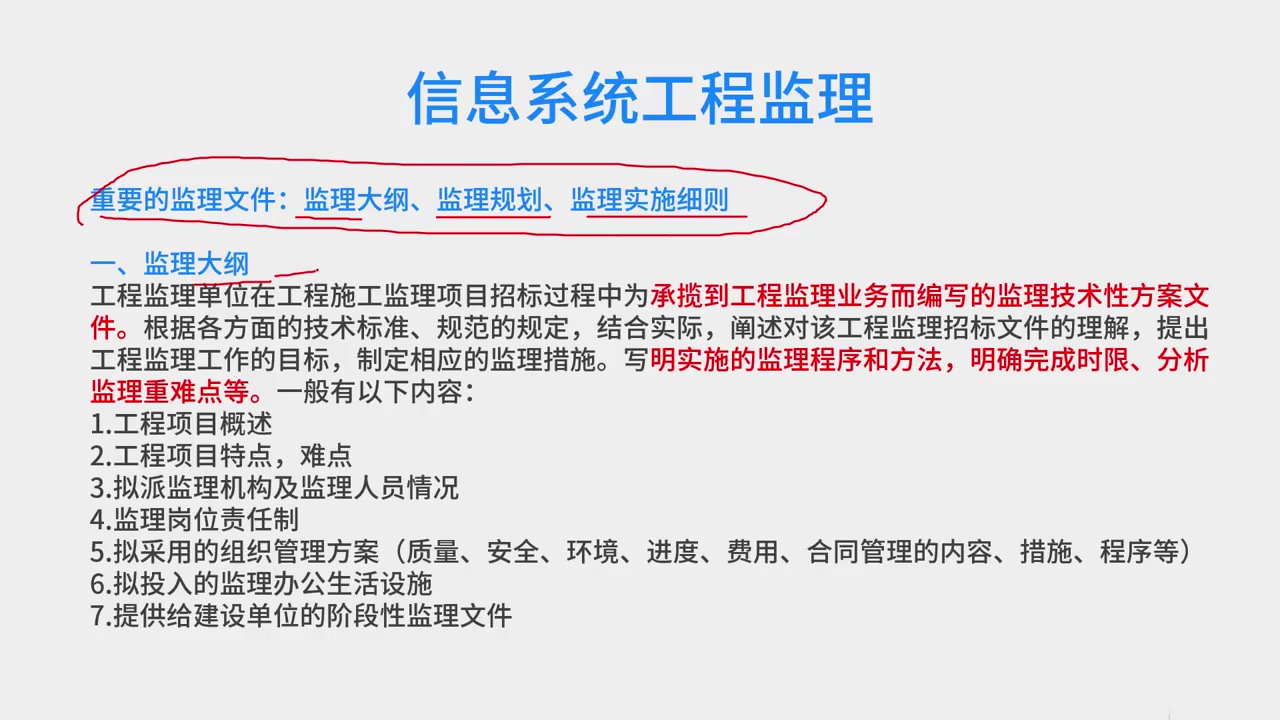 信息系统工程监理
重要的监理文件：监理大纲、监理规划、监理实施细则
一、监理大纲
工程监理单位在工程施工监理项目招标过程中为承揽到工程监理业务而编写的监理技术性方案文
件。根据各方面的技术标准、规范的规定，结合实际，阐述对该工程监理招标文件的理解，提出
工程监理工作的目标，制定相应的监理措施。写明实施的监理程序和方法，明确完成时限、分析
监理重难点等。一般有以下内容：
1.工程项目概述
2.工程项目特点，难点
3.拟派监理机构及监理人员情况
4.监理岗位责任制
5.拟采用的组织管理方案（质量、安全、环境、进度、费用、合同管理的内容、措施、程序等）
6.拟投入的监理办公生活设施
7.提供给建设单位的阶段性监理文件